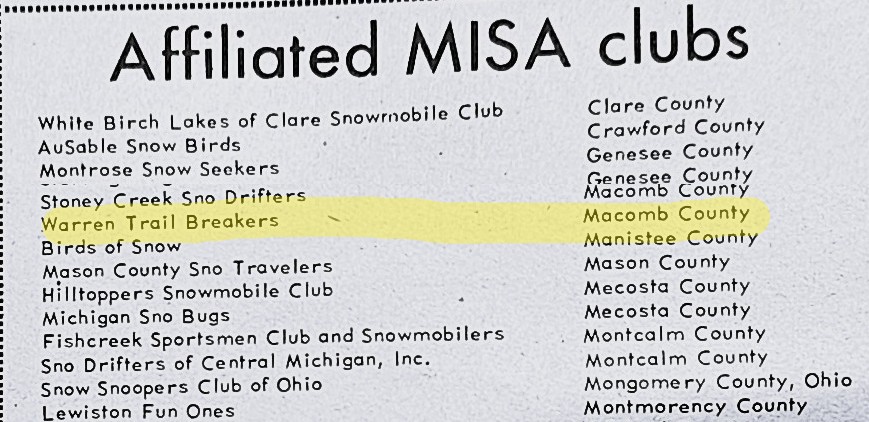 Affiliated MISA clubs
White Birch Lakes of Clare Snowmobile Club Clare County
AuSable Snow Birds Crawford County
Montrose Snow Seekers Genesee County
Genesee County
Stoney Creek Sno Drifters Macomb County
Warren Trail Breakers Macomb County
Birds of Snow Manistee County
Mason County Sno Travelers Mason County
Hilltoppers Snowmobile Club Mecosta County
Michigan Sno Bugs Mecosta County
Fishcreek Sportsmen Club and Snowmobilers Montcalm County
Sno Drifters of Central Michigan, Inc. Montcalm County
Snow Snoopers Club of Ohio Mongomery County, Ohio
Lewiston Fun Ones Montmorency County